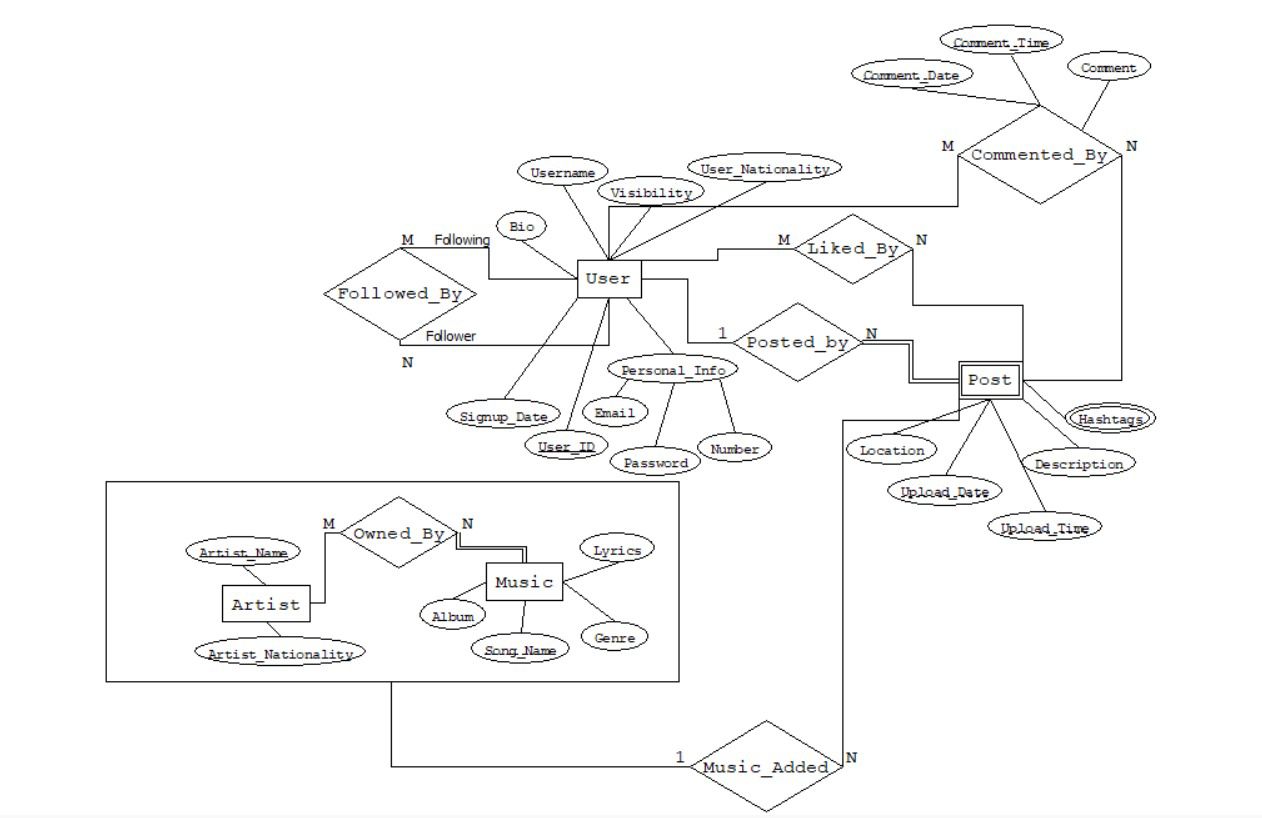 Comment_Time
Comment_Date
Comment
M
Commented_By
N
Username
Visibility
User_Nationality
Bio
M
Following
User
M
Liked_By
N
Followed_By
Follower
N
1
Posted_by
N
Personal_Info
Post
Signup_Date
User_ID
Email
Password
Number
Hashtags
Location
Description
Upload_Date
Upload_Time
M
Owned_By
N
Artist_Name
Lyrics
Artist
Music
Album
Artist_Nationality
Song_Name
Genre
1
Music_Added
N